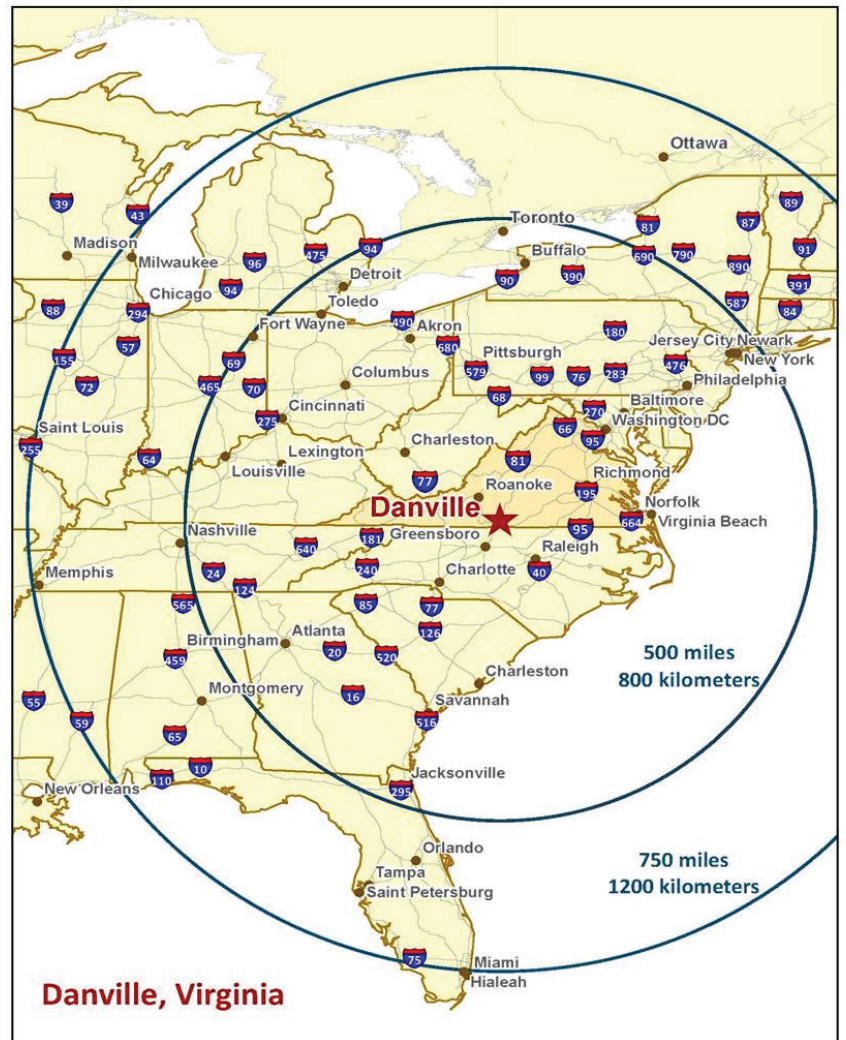 Ottawa
39
43
89
81
87
Toronto
Madison
Milwaukee
96
475
94
Buffalo
690
790
890
91
Detroit
90
390
391
94
Chicago
Toledo
587
84
88
294
Fort Wayne
490
Akron
180
57
680
Jersey City
Newark
155
69
Pittsburgh
New York
72
465
70
Columbus
579
99
76
283
476
Philadelphia
68
Cincinnati
270
Baltimore
275
66
Washington DC
Saint Louis
95
255
64
Lexington
Charleston
81
Louisville
77
Richmond
Roanoke
195
Danville
Norfolk
664
Virginia Beach
95
Nashville
181
Greensboro
640
Raleigh
24
240
40
Memphis
124
Charlotte
565
85
77
126
Birmingham
Atlanta
20
520
459
500 miles
800 kilometers
Charleston
Montgomery
16
Savannah
55
59
516
65
10
110
Jacksonville
New Orleans
295
Orlando
750 miles
1200 kilometers
Tampa
Saint Petersburg
75
Miami
Hialeah
Danville, Virginia